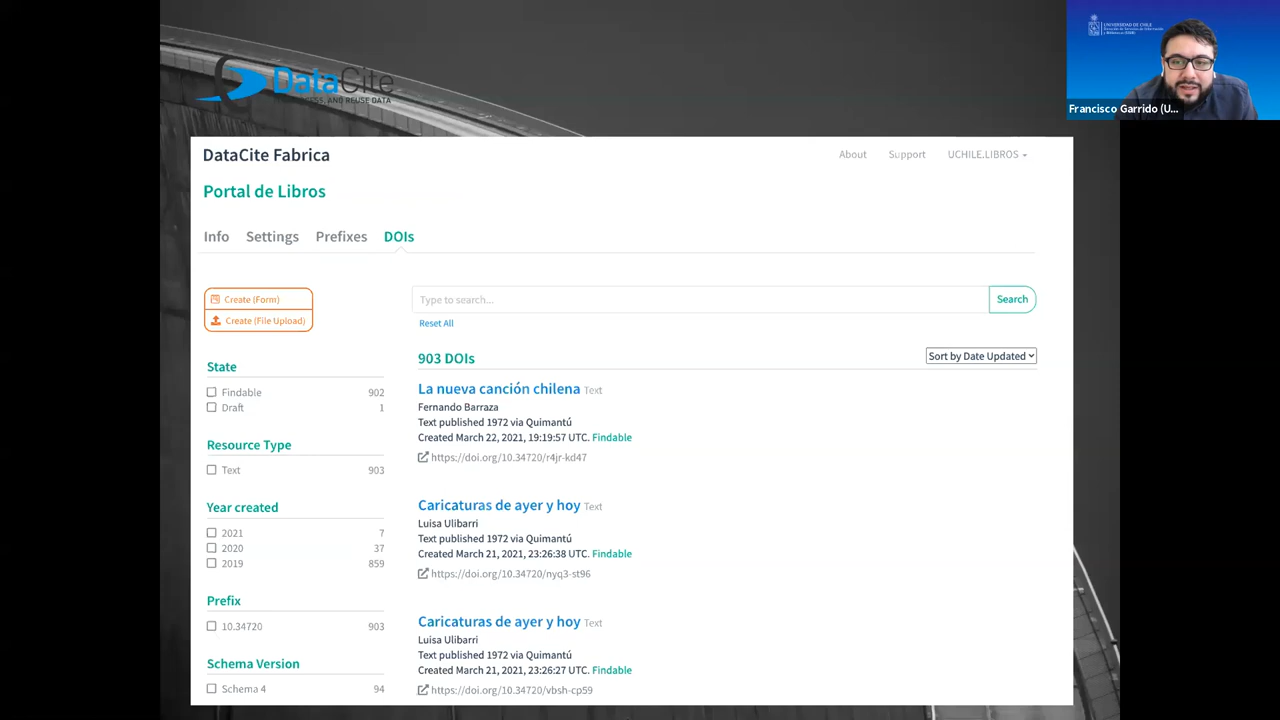 UNIVERSIDAD DE CHILE
Francisco Garrido (U...
DataCite
AND REUSE DATA
DataCite Fabrica
About Support UCHILE.LIBROS
Portal de Libros
Info Settings Prefixes DOIs
Create (Form)
Create (File Upload)
Type to search...
Search
Reset All
State
Findable 902
Draft 1
Resource Type
Text 903
Year created
2021 7
2020 37
2019 859
Prefix
10.34720 903
Schema Version
Schema 4 94
903 DOIs
Sort by Date Updated
La nueva canción chilena Text
Fernando Barraza
Text published 1972 via Quimantú
Created March 22, 2021, 19:19:57 UTC. Findable
https://doi.org/10.34720/r4jr-kd47
Caricaturas de ayer y hoy Text
Luisa Ulibarri
Text published 1972 via Quimantú
Created March 21, 2021, 23:26:38 UTC. Findable
https://doi.org/10.34720/nyq3-st96
Caricaturas de ayer y hoy Text
Luisa Ulibarri
Text published 1972 via Quimantú
Created March 21, 2021, 23:26:27 UTC. Findable
https://doi.org/10.34720/vbsh-cp59